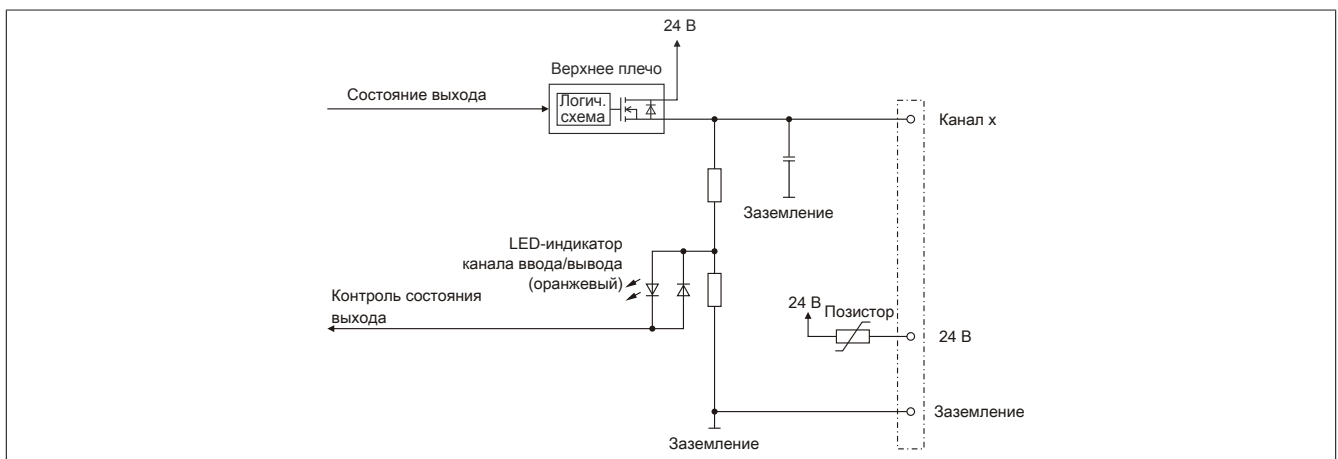 24 В
Верхнее плечо
Состояние выхода
Логич.
схема
Канал x
Заземление
LED-индикатор
канала ввода/вывода
(оранжевый)
Контроль состояния
выхода
24 В
Позистор
24 В
Заземление
Заземление